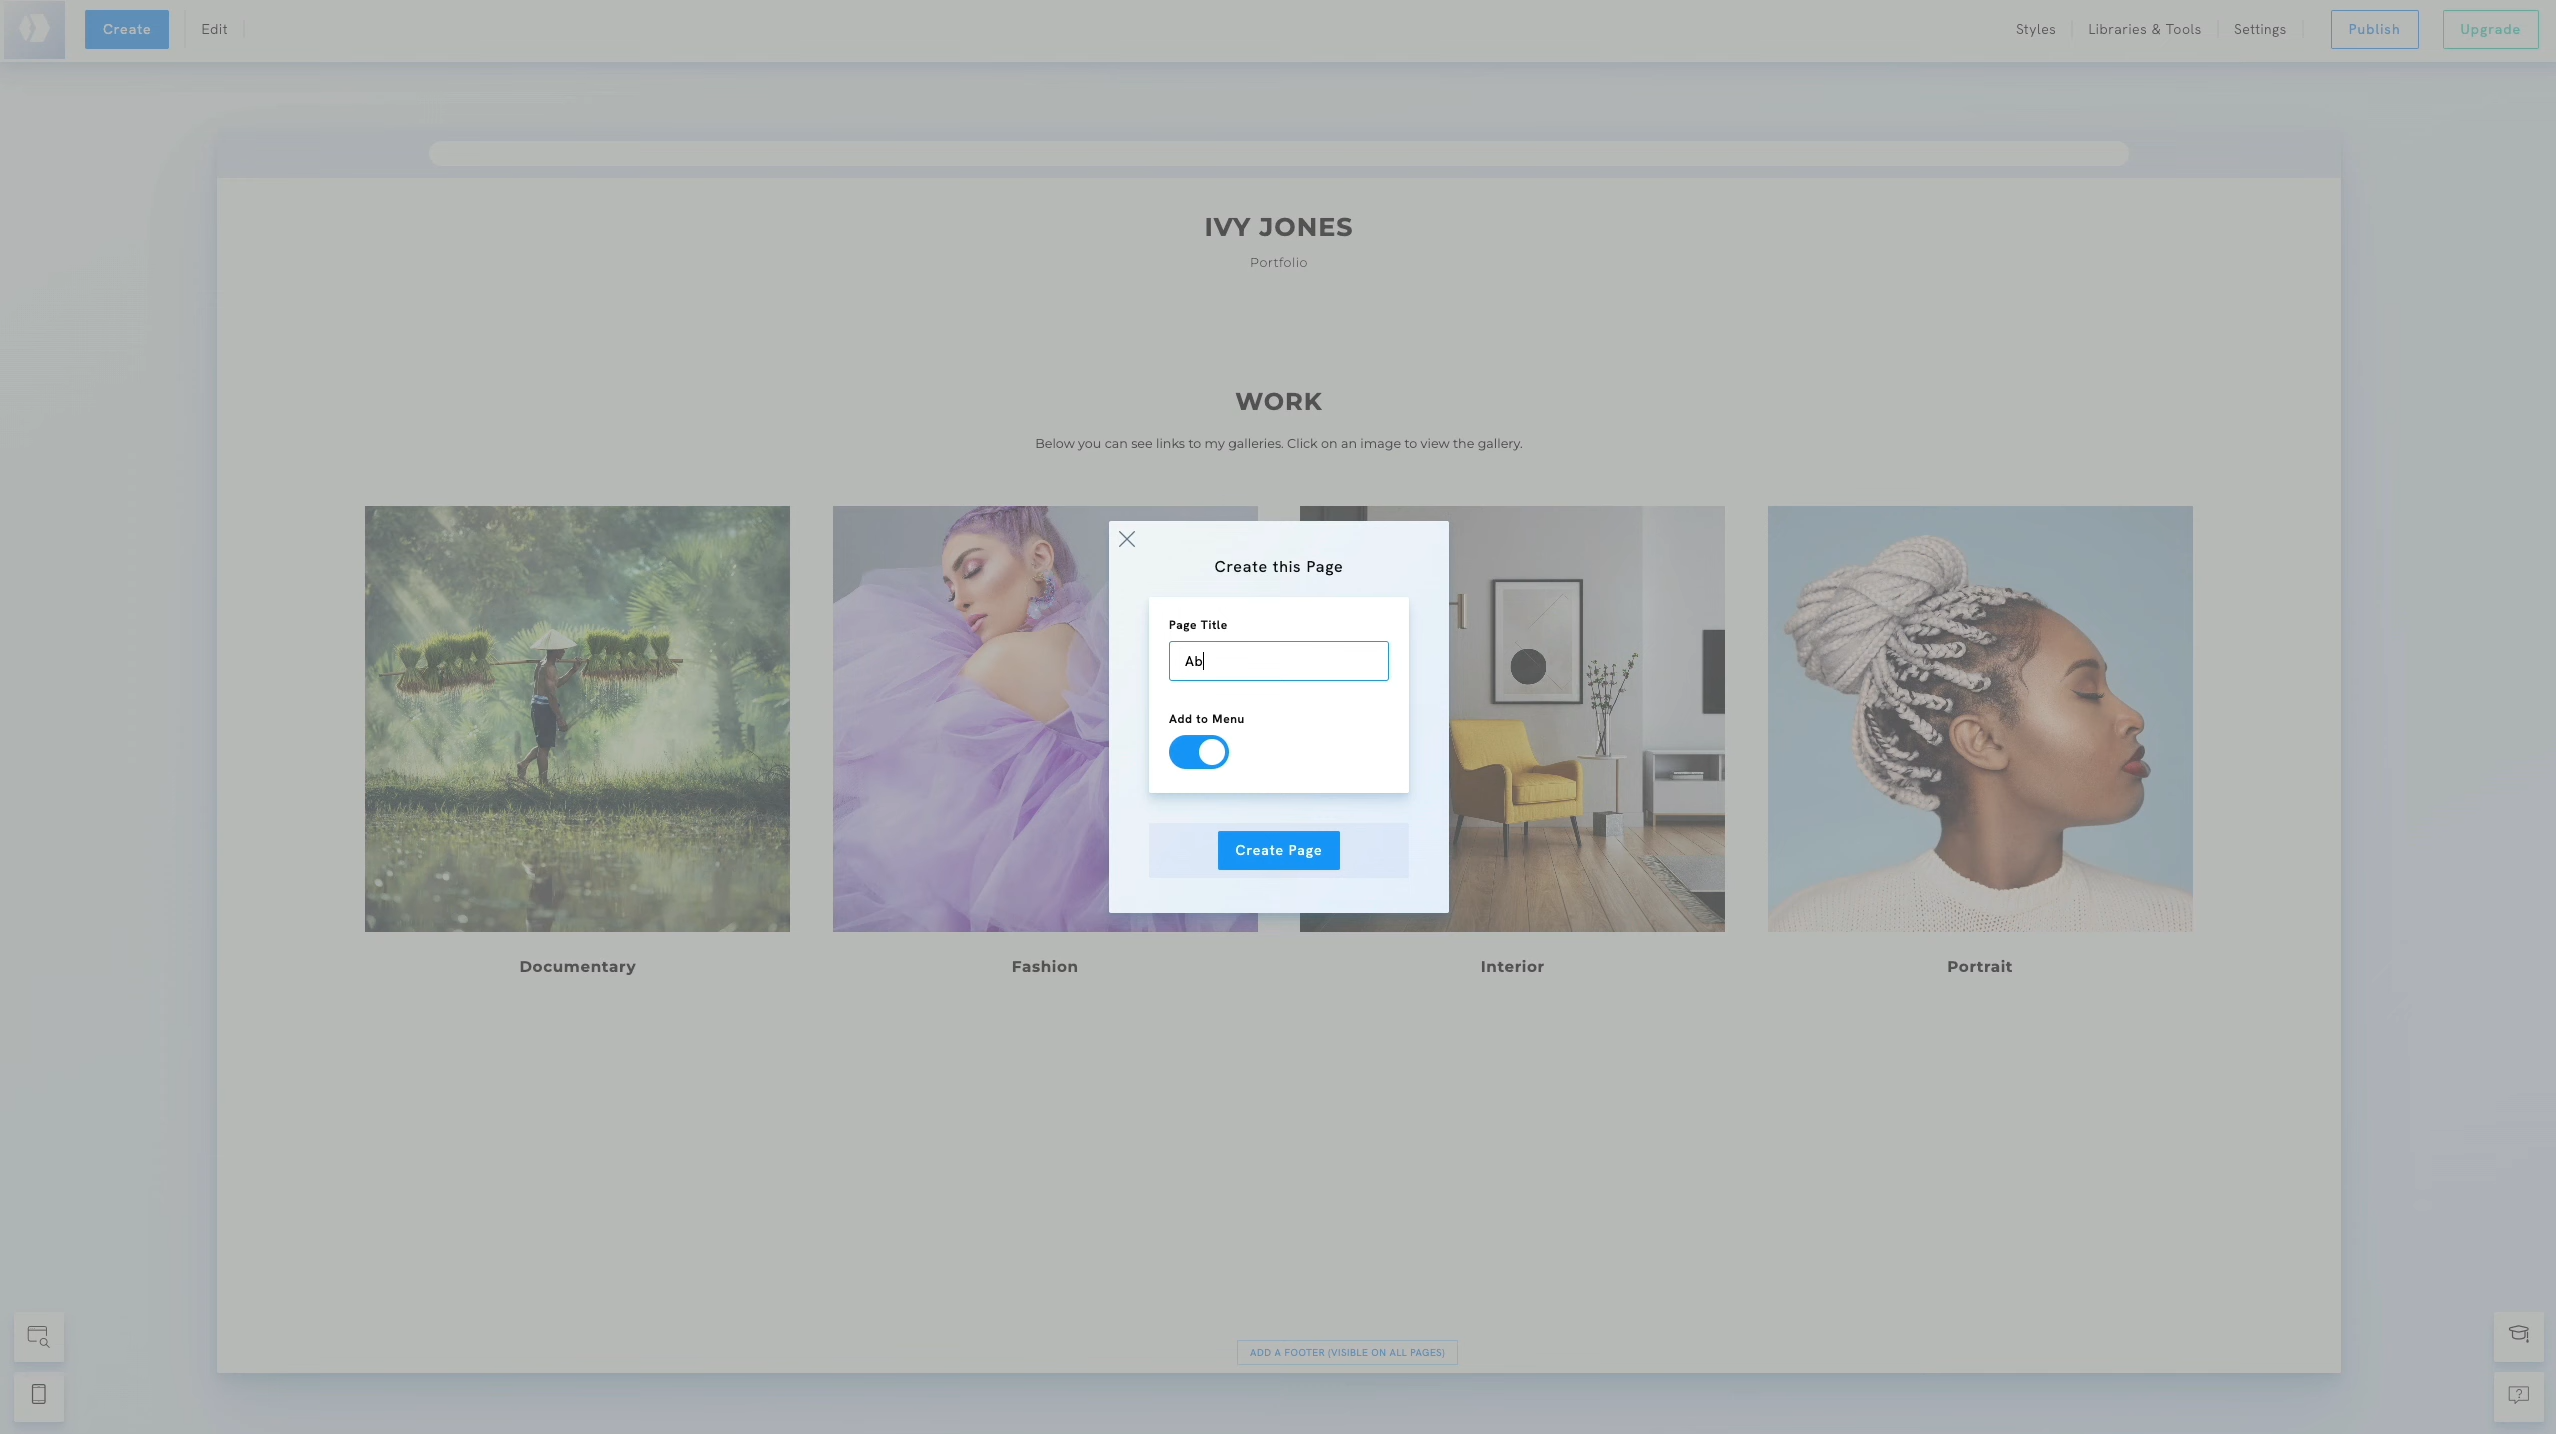 Create
Edit
Styles
Libraries & Tools
Settings
Publish
Upgrade
IVY JONES
Portfolio
WORK
Below you can see links to my galleries. Click on an image to view the gallery.
Create this Page
Page Title
Ab
Add to Menu
Create Page
Documentary
Fashion
Interior
Portrait
ADD A FOOTER (VISIBLE ON ALL PAGES)